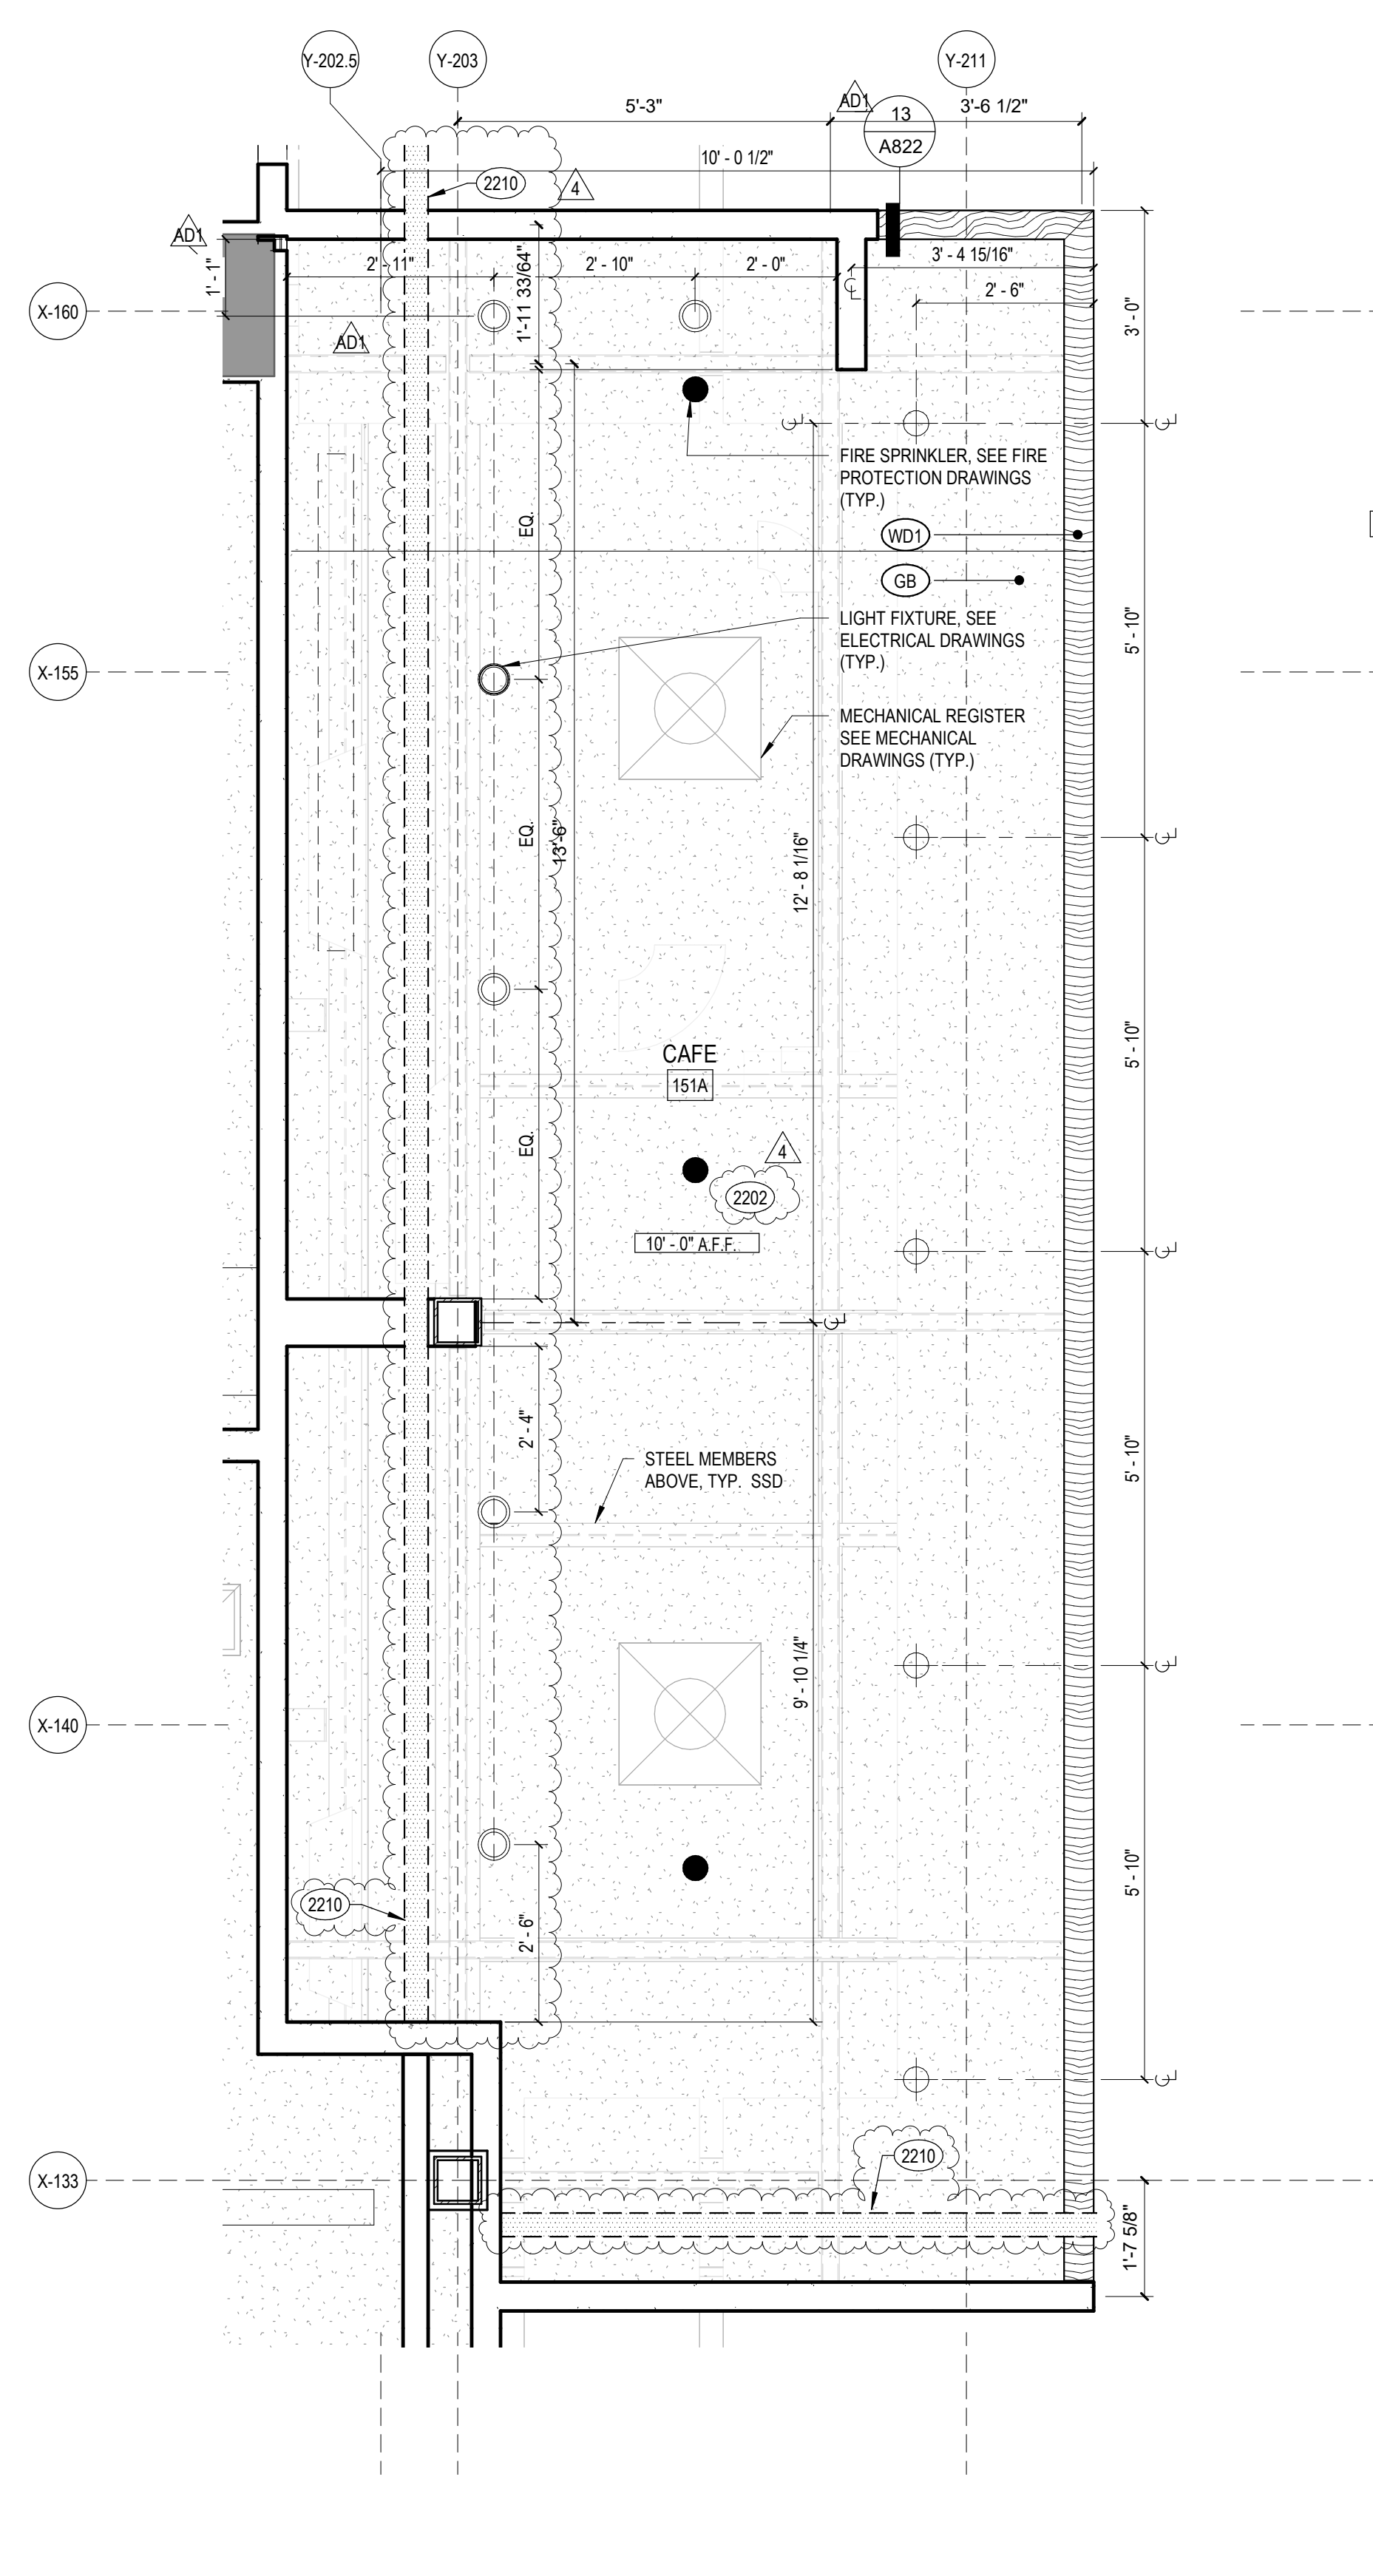 Y-202.5
Y-203
Y-211
5'-3"
AD1
13
A822
3'-6 1/2"
10' - 0 1/2"
2210
4
AD1
1' - 1"
2' - 11"
1'-11 33/64"
2' - 10"
2' - 0"
3' - 4 15/16"
2' - 6"
3' - 0"
X-160
AD1
FIRE SPRINKLER, SEE FIRE
PROTECTION DRAWINGS
(TYP.)
EQ.
WD1
GB
LIGHT FIXTURE, SEE
ELECTRICAL DRAWINGS
(TYP.)
5' - 10"
X-155
MECHANICAL REGISTER
SEE MECHANICAL
DRAWINGS (TYP.)
EQ.
13'-6"
12' - 8 1/16"
5' - 10"
CAFE
151A
EQ.
4
2202
10' - 0" A.F.F.
2' - 4"
STEEL MEMBERS
ABOVE, TYP. SSD
5' - 10"
9' - 10 1/4"
X-140
5' - 10"
2210
2' - 6"
2210
X-133
1'-7 5/8"